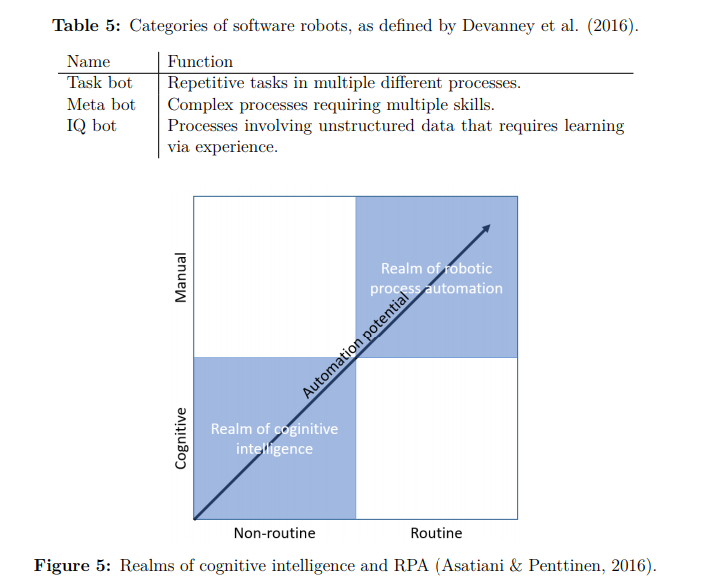 Table 5: Categories of software robots, as defined by Devanney et al. (2016).
Name Function
Task bot Repetitive tasks in multiple different processes.
Meta bot Complex processes requiring multiple skills.
IQ bot Processes involving unstructured data that requires learning
via experience.
Manual
Realm of robotic
process automation
Automation potential
Cognitive
Realm of coginitive
intelligence
Non-routine Routine
Figure 5: Realms of cognitive intelligence and RPA (Asatiani & Penttinen, 2016).